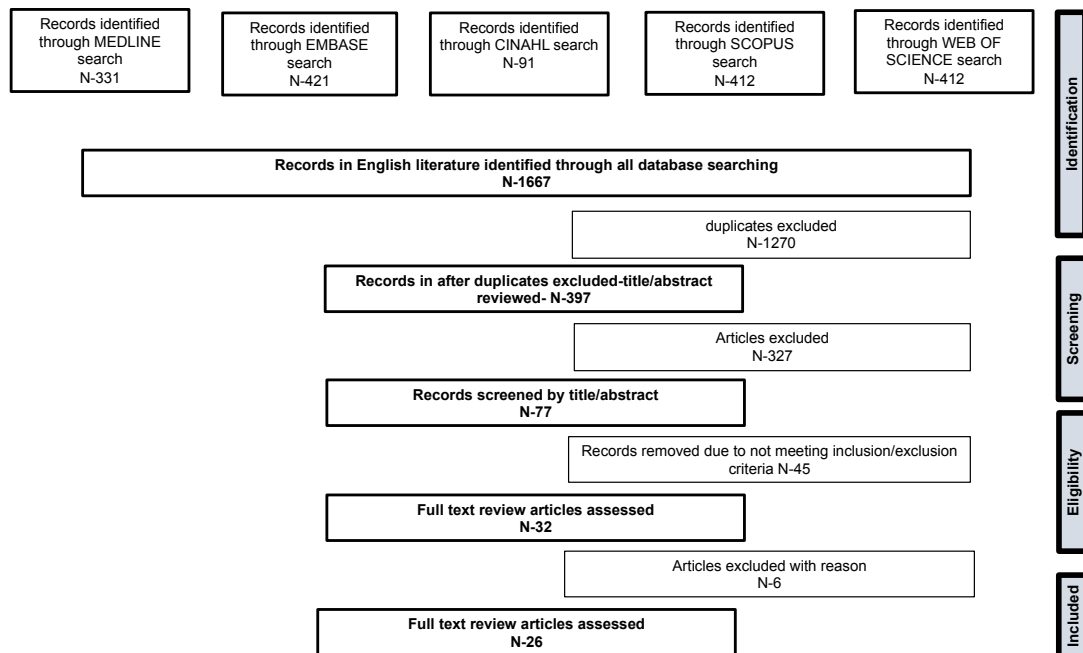 Records identified
through MEDLINE
search
N-331
Records identified
through EMBASE
search
N-421
Records identified
through CINAHL search
N-91
Records identified
through SCOPUS
search
N-412
Records identified
through WEB OF
SCIENCE search
N-412
Identification
Records in English literature identified through all database searching
N-1667
duplicates excluded
N-1270
Records in after duplicates excluded-title/abstract
reviewed- N-397
Screening
Articles excluded
N-327
Records screened by title/abstract
N-77
Records removed due to not meeting inclusion/exclusion
criteria N-45
Eligibility
Full text review articles assessed
N-32
Articles excluded with reason
N-6
Included
Full text review articles assessed
N-26